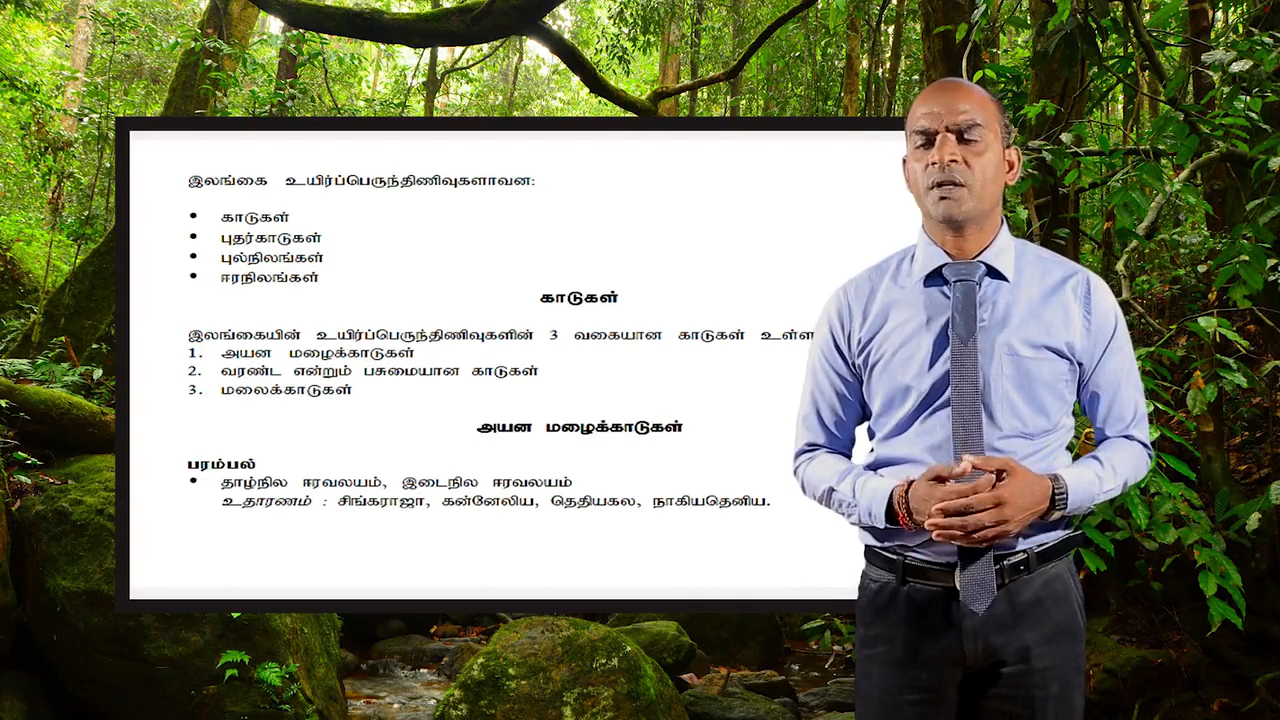 இலங்கை உயிர்ப்பெருந்திணிவுகளாவன:
• காடுகள்
• புதர்காடுகள்
• புல்நிலங்கள்
• ஈரநிலங்கள்
காடுகள்
இலங்கையின் உயிர்ப்பெருந்திணிவுகளின் 3 வகையான காடுகள் உள்ள
1. அயன மழைக்காடுகள்
2. வரண்ட என்றும் பசுமையான காடுகள்
3. மலைக்காடுகள்
அயன மழைக்காடுகள்
பரம்பல்
• தாழ்நில ஈரவலயம், இடைநில ஈரவலயம்
உதாரணம் : சிங்கராஜா, கன்னேலிய, தெதியகல, நாகியதெனிய.